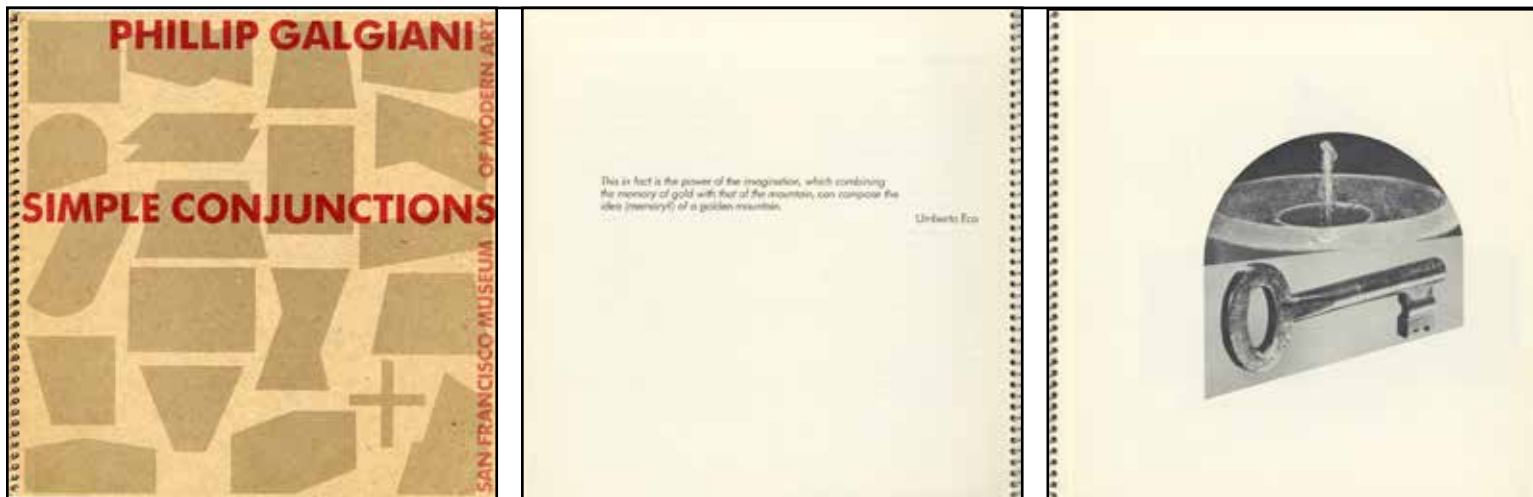 PHILLIP GALGIANI
SIMPLE CONJUNCTIONS
SAN FRANCISCO MUSEUM OF MODERN ART
This in fact is the power of the imagination, which combining
the memory of gold with that of the mountain, can compose the
idea (memory?) of a golden mountain.
Umberto Eco